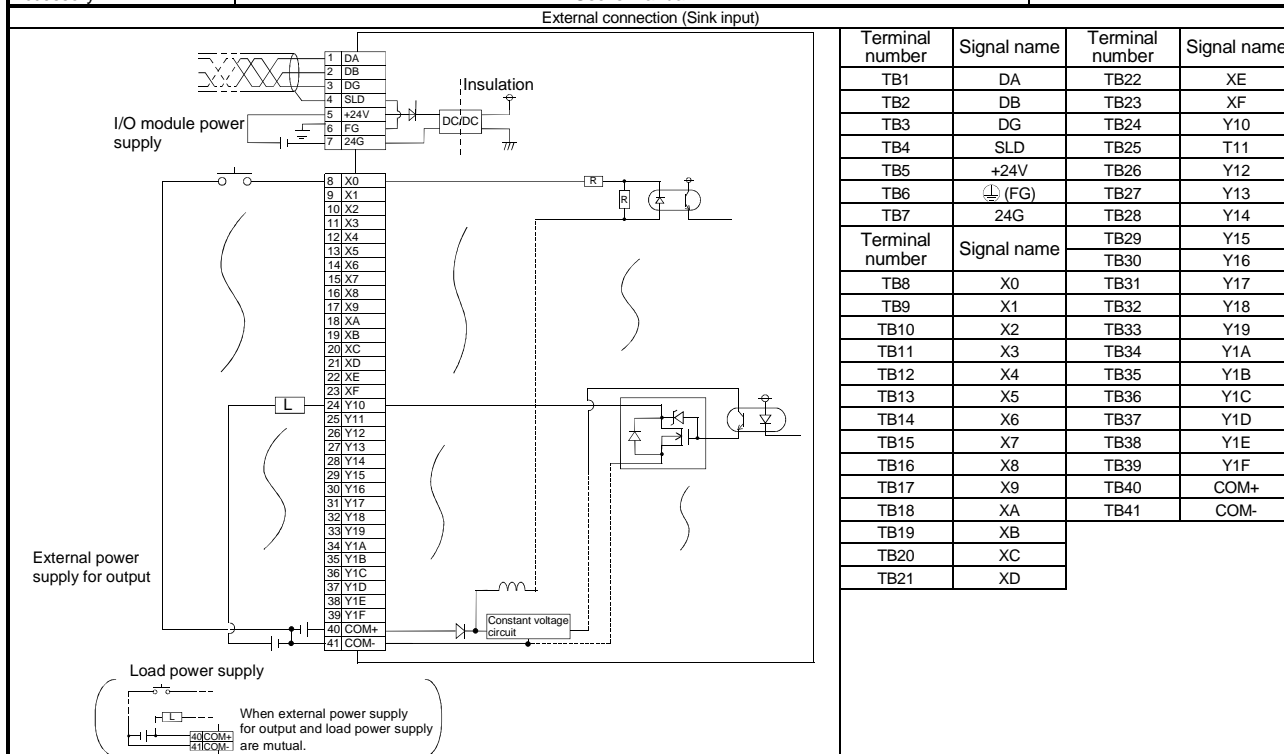 External connection (Sink input)
1 DA
2 DB
3 DG
4 SLD
5 +24V
6 FG
7 24G
Insulation
DC/DC
I/O module power
supply
8 X0
9 X1
10 X2
11 X3
12 X4
13 X5
14 X6
15 X7
16 X8
17 X9
18 XA
19 XB
20 XC
21 XD
22 XE
23 XF
24 Y10
25 Y11
26 Y12
27 Y13
28 Y14
29 Y15
30 Y16
31 Y17
32 Y18
33 Y19
34 Y1A
35 Y1B
36 Y1C
37 Y1D
38 Y1E
39 Y1F
40 COM+
41 COM-
R
R
L
External power
supply for output
Constant voltage
circuit
Load power supply
L
40 COM+
41 COM-
When external power supply
for output and load power supply
are mutual.
Terminal number Signal name Terminal number Signal name
TB1 DA TB22 XE
TB2 DB TB23 XF
TB3 DG TB24 Y10
TB4 SLD TB25 T11
TB5 +24V TB26 Y12
TB6 (FG) TB27 Y13
TB7 24G TB28 Y14
Terminal number Signal name TB29 Y15
TB30 Y16
TB8 X0 TB31 Y17
TB9 X1 TB32 Y18
TB10 X2 TB33 Y19
TB11 X3 TB34 Y1A
TB12 X4 TB35 Y1B
TB13 X5 TB36 Y1C
TB14 X6 TB37 Y1D
TB15 X7 TB38 Y1E
TB16 X8 TB39 Y1F
TB17 X9 TB40 COM+
TB18 XA TB41 COM-
TB19 XB
TB20 XC
TB21 XD